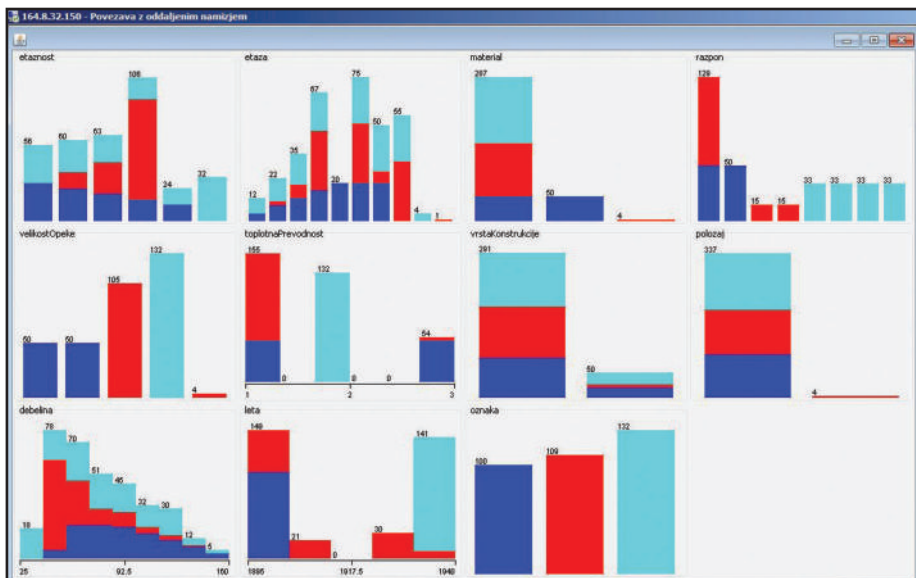 164.8.32.150 - Povezava z oddaljenim namizjem
etaznost etaza material razpon
56 60 63 106 24 32
12 22 35 67 20 75 50 55 4 1
287 50 4
129 50 15 15 33 33 33 33
velikostOpeke toplotnaPrevodnost vrstaKonstrukcije polozaj
50 50 105 132 4
155 0 132 0 0 54
1 2 3
291 50
337 4
debelina leta oznaka
18 78 70 51 46 32 30 12 5
25 92.5 160
149 21 0 30 141
1895 1917.5 1940
100 109 132